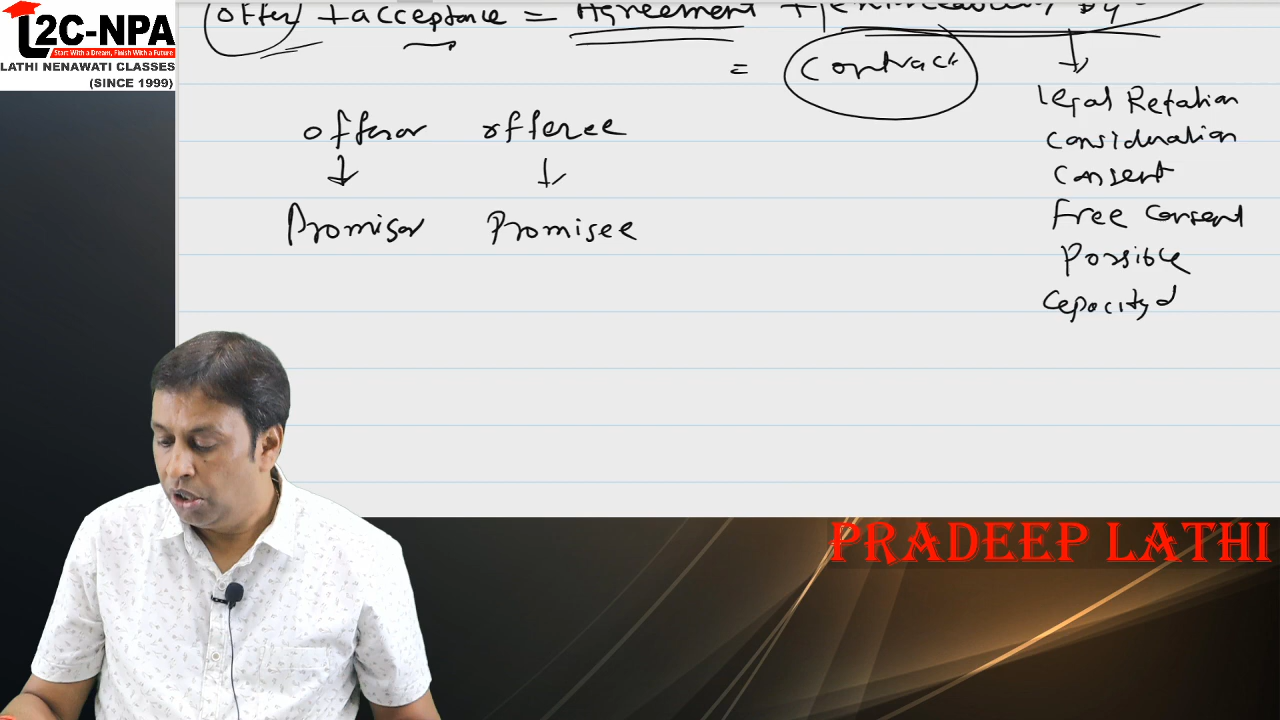 L2C-NPA
Start With a Dream, Finish With a Future
LATHI NENAWATI CLASSES
(SINCE 1999)
offer + acceptance = Agreement +
= Contract
offeror offeree
Promisor Promisee
legal Relation
Consideration
Consent
Free Consent
Possible
Capacity
PRADEEP LATHI